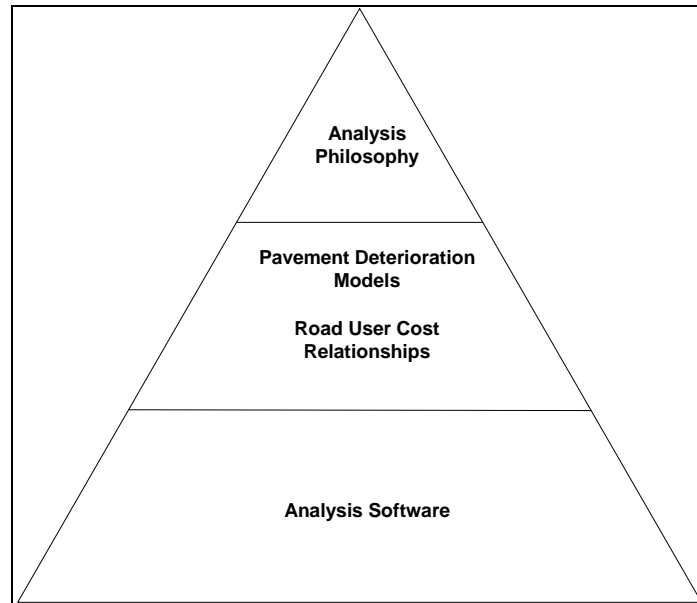 Analysis
Philosophy
Pavement Deterioration
Models
Road User Cost
Relationships
Analysis Software